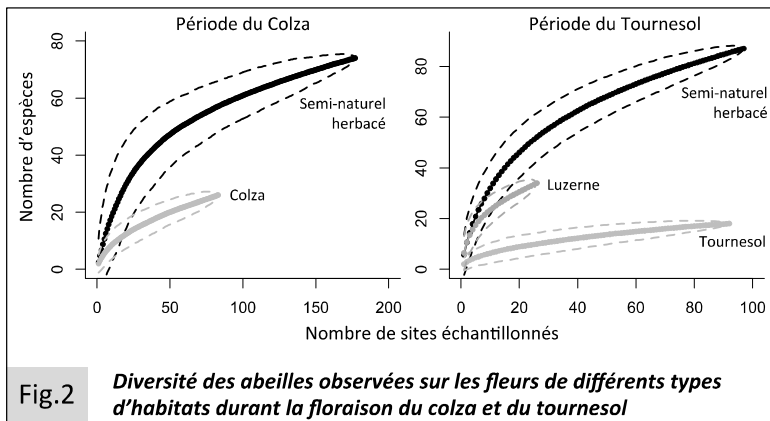 Période du Colza
Période du Tournesol
Nombre d'espèces
80
60
40
20
0
Semi-naturel
herbacé
Colza
0
50
100
150
200
80
60
40
20
0
Semi-naturel
herbacé
Luzerne
Tournesol
0
20
40
60
80
100
Nombre de sites échantillonnés
Fig.2
Diversité des abeilles observées sur les fleurs de différents types
d'habitats durant la floraison du colza et du tournesol